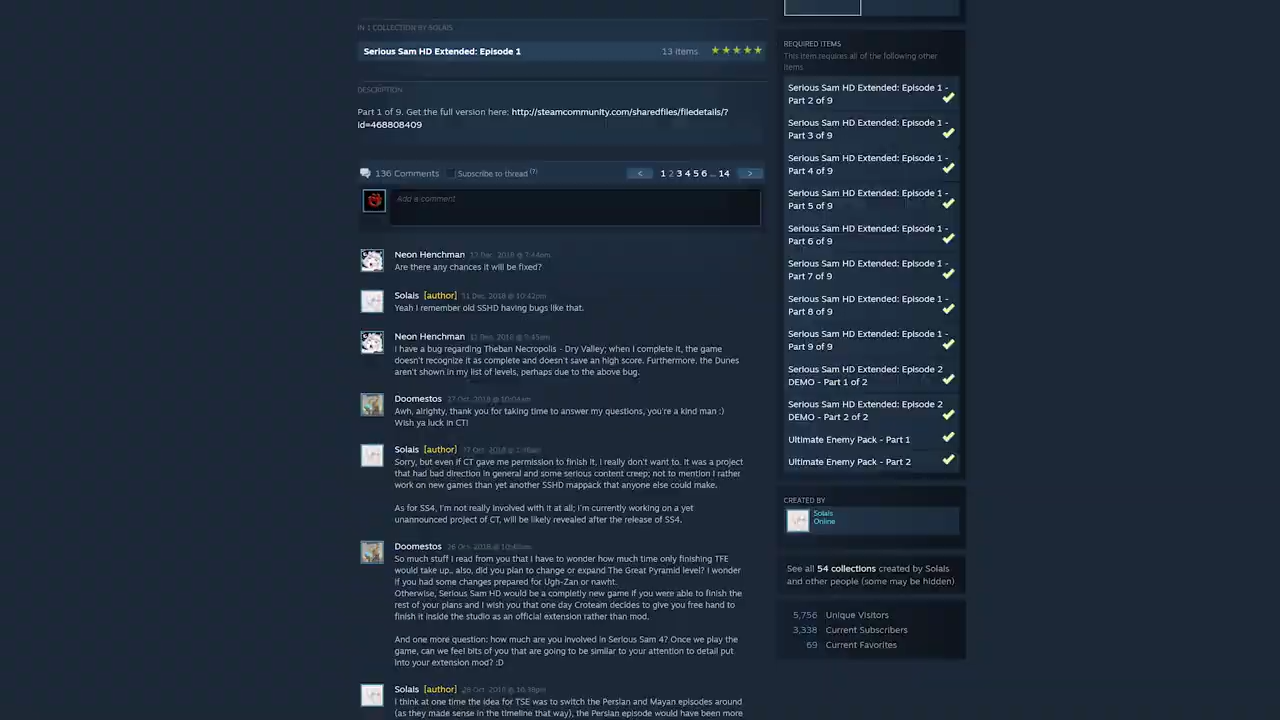 IN 1 COLLECTION BY SOLAIS
Serious Sam HD Extended: Episode 1
13 items
DESCRIPTION
Part 1 of 9. Get the full version here: http://steamcommunity.com/sharedfiles/filedetails/?
id=468808409
136 Comments
Subscribe to thread (?)
< 1 2 3 4 5 6 ... 14 >
Add a comment
Neon Henchman
Are there any chances it will be fixed?
Solais [author]
Yeah I remember old SSHD having bugs like that.
Neon Henchman
I have a bug regarding Theban Necropolis - Dry Valley; when I complete it, the game
doesn't recognize it as complete and doesn't save an high score. Furthermore, the Dunes
aren't shown in my list of levels, perhaps due to the above bug.
Doomestos
Awh, alrighty, thank you for taking time to answer my questions, you're a kind man :)
Wish ya luck in CT!
Solais [author]
Sorry, but even if CT gave me permission to finish it, I really don't want to. It was a project
that had bad direction in general and some serious content creep; not to mention I rather
work on new games than yet another SSHD mappack that anyone else could make.
As for SS4, I'm not really involved with it at all; I'm currently working on a yet
unannounced project of CT, will be likely revealed after the release of SS4.
Doomestos
So much stuff I read from you that I have to wonder how much time only finishing TFE
would take up.. also, did you plan to change or expand The Great Pyramid level? I wonder
if you had some changes prepared for Ugh-Zan or nawht.
Otherwise, Serious Sam HD would be a completly new game if you were able to finish the
rest of your plans and I wish you that one day Croteam decides to give you free hand to
finish it inside the studio as an official extension rather than mod.
And one more question: how much are you involved in Serious Sam 4? Once we play the
game, can we feel bits of you that are going to be similar to your attention to detail put
into your extension mod? :D
Solais [author]
I think at one time the idea for TSE was to switch the Persian and Mayan episodes around
(as they made sense in the timeline that way), the Persian episode would have been more
REQUIRED ITEMS
This item requires all of the following other
items
Serious Sam HD Extended: Episode 1 -
Part 2 of 9
Serious Sam HD Extended: Episode 1 -
Part 3 of 9
Serious Sam HD Extended: Episode 1 -
Part 4 of 9
Serious Sam HD Extended: Episode 1 -
Part 5 of 9
Serious Sam HD Extended: Episode 1 -
Part 6 of 9
Serious Sam HD Extended: Episode 1 -
Part 7 of 9
Serious Sam HD Extended: Episode 1 -
Part 8 of 9
Serious Sam HD Extended: Episode 1 -
Part 9 of 9
Serious Sam HD Extended: Episode 2
DEMO - Part 1 of 2
Serious Sam HD Extended: Episode 2
DEMO - Part 2 of 2
Ultimate Enemy Pack - Part 1
Ultimate Enemy Pack - Part 2
CREATED BY
Solais
Online
See all 54 collections created by Solais
and other people (some may be hidden)
5,756 Unique Visitors
3,338 Current Subscribers
69 Current Favorites